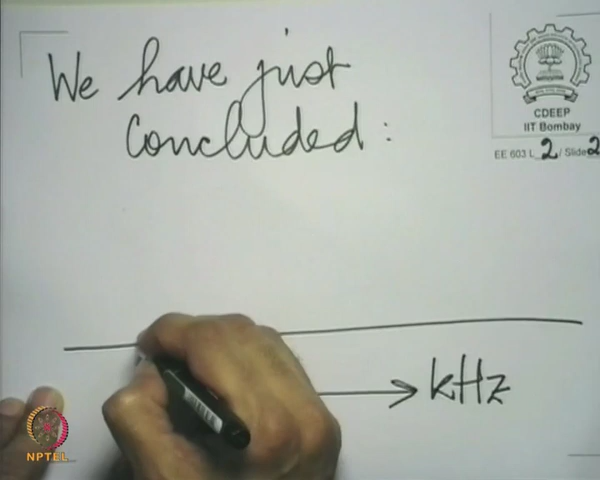 We have just
Concluded:
CDEEP
IIT Bombay
EE 603 L 2 / Slide 2
kHz
NPTEL